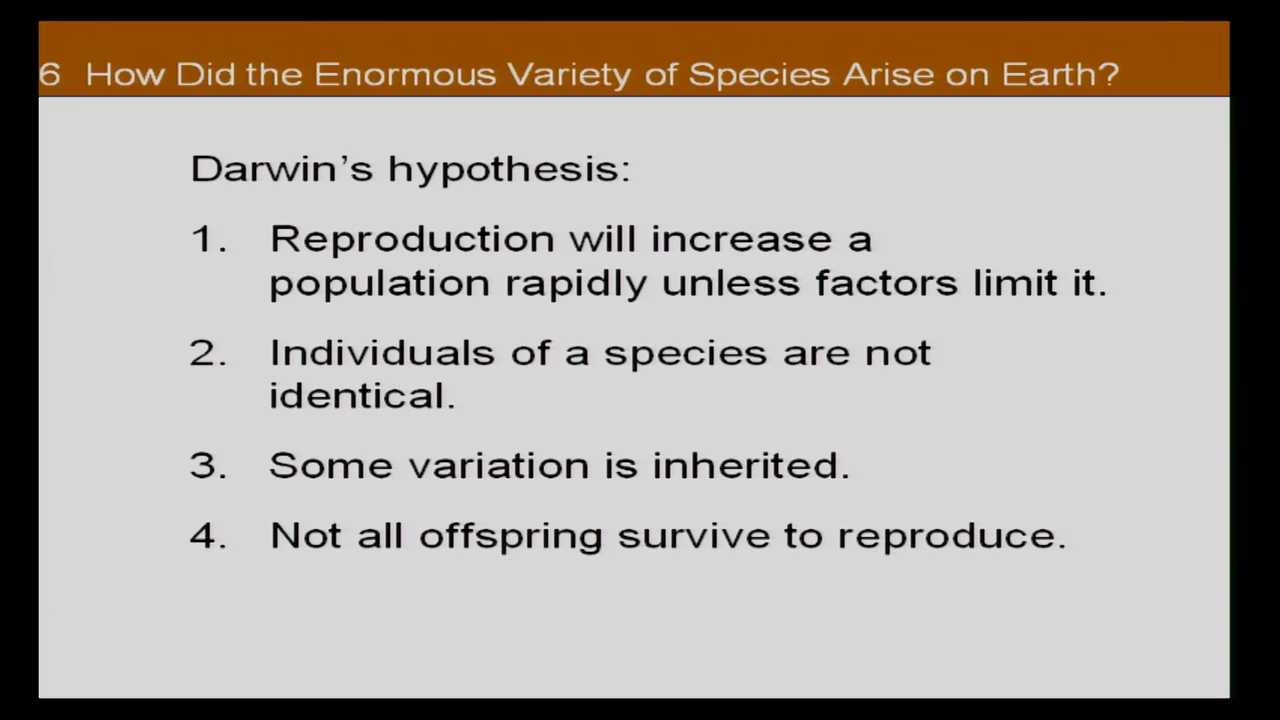 6 How Did the Enormous Variety of Species Arise on Earth?
Darwin's hypothesis:
1. Reproduction will increase a
population rapidly unless factors limit it.
2. Individuals of a species are not
identical.
3. Some variation is inherited.
4. Not all offspring survive to reproduce.